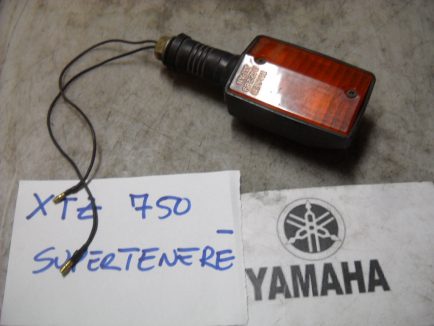 XTZ 750
-
SUPERTENERE
YAMAHA